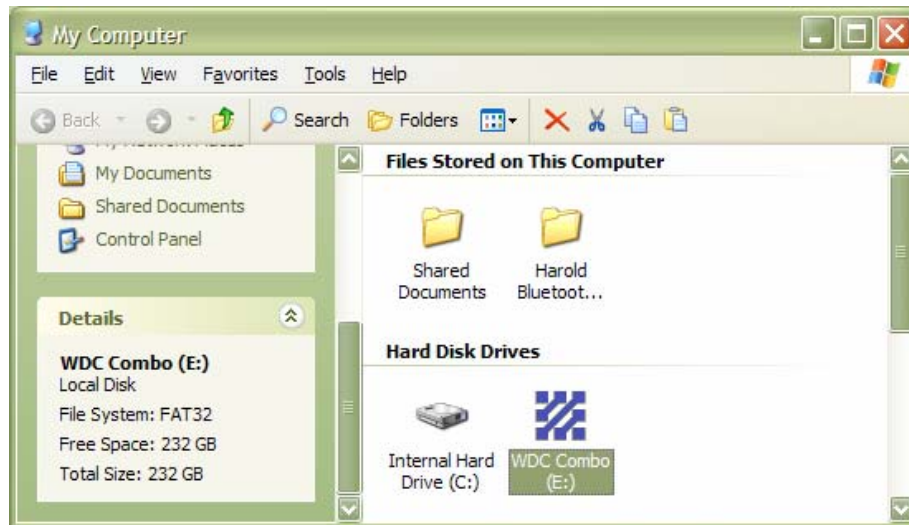 My Computer
File Edit View Favorites Tools Help
Back Search Folders
My Documents
Shared Documents
Control Panel
Details
WDC Combo (E:)
Local Disk
File System: FAT32
Free Space: 232 GB
Total Size: 232 GB
Files Stored on This Computer
Shared
Documents
Harold
Bluetoot...
Hard Disk Drives
Internal Hard
Drive (C:)
WDC Combo
(E:)